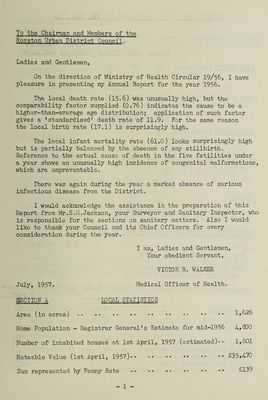 To the Chairman and Members of the
Royston Urban District Council.
Ladies and Gentlemen,
On the direction of Ministry of Health Circular 19/56, I have
pleasure in presenting my Annual Report for the year 1956.
The local death rate (15.6) was unusually high, but the
comparability factor supplied (0.76) indicates the cause to be a
higher-than-average age distribution; application of such factor
gives a 'standardised' death rate of 11.9. For the same reason
the local birth rate (17.1) is surprisingly high.
The local infant mortality rate (61.0) looks surprisingly high
but is partially balanced by the absence of any stillbirth.
Reference to the actual cause of death in the five fatilities under
a year shows an unusually high incidence of congenital malformations,
which are unpreventable.
There was again during the year a marked absence of serious
infectious disease from the District.
I would acknowledge the assistance in the preparation of this
Report from Mr.S.H.Jackson, your Surveyor and Sanitary Inspector, who
is responsible for the sections on sanitary matters. Also I would
like to thank your Council and its Chief Officers for every
consideration during the year.
I am, Ladies and Gentlemen,
Your obedient Servant,
VICTOR R. WALKER
July, 1957. Medical Officer of Health.
SECTION A LOCAL STATISTICS
Area (in acres) .. .. .. .. .. .. .. .. 1,626
Home Population - Registrar General's Estimate for mid-1956 4,800
Number of inhabited houses at 1st April, 1957 (estimated).. 1,601
Rateable Value (1st April, 1957).. .. .. .. .. .. £35,470
Sum represented by Penny Rate .. .. .. .. .. .. £139
- 1 -